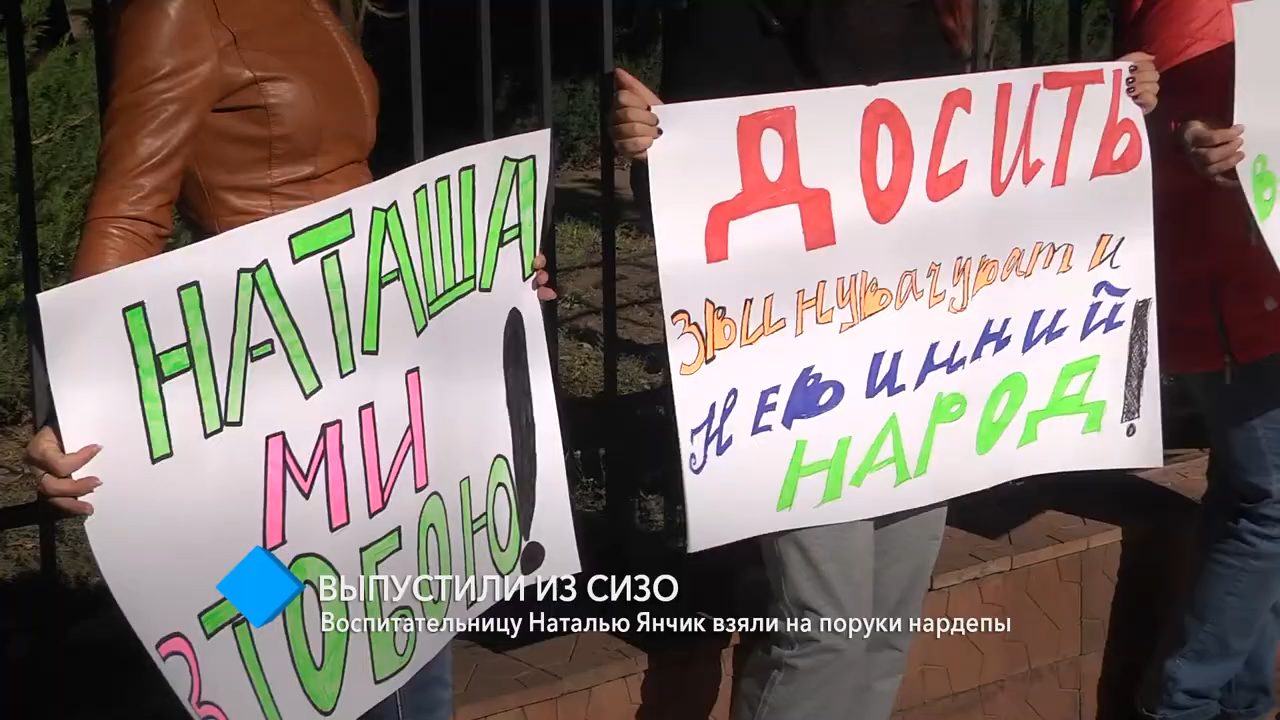 НАТАША
МИ
З ТОБОЮ!
ДОСИТЬ
Звинувачувати
НЕВИННИЙ
НАРОД!
В
ВЫПУСТИЛИ ИЗ СИЗО
Воспитательницу Наталью Янчик взяли на поруки нардепы